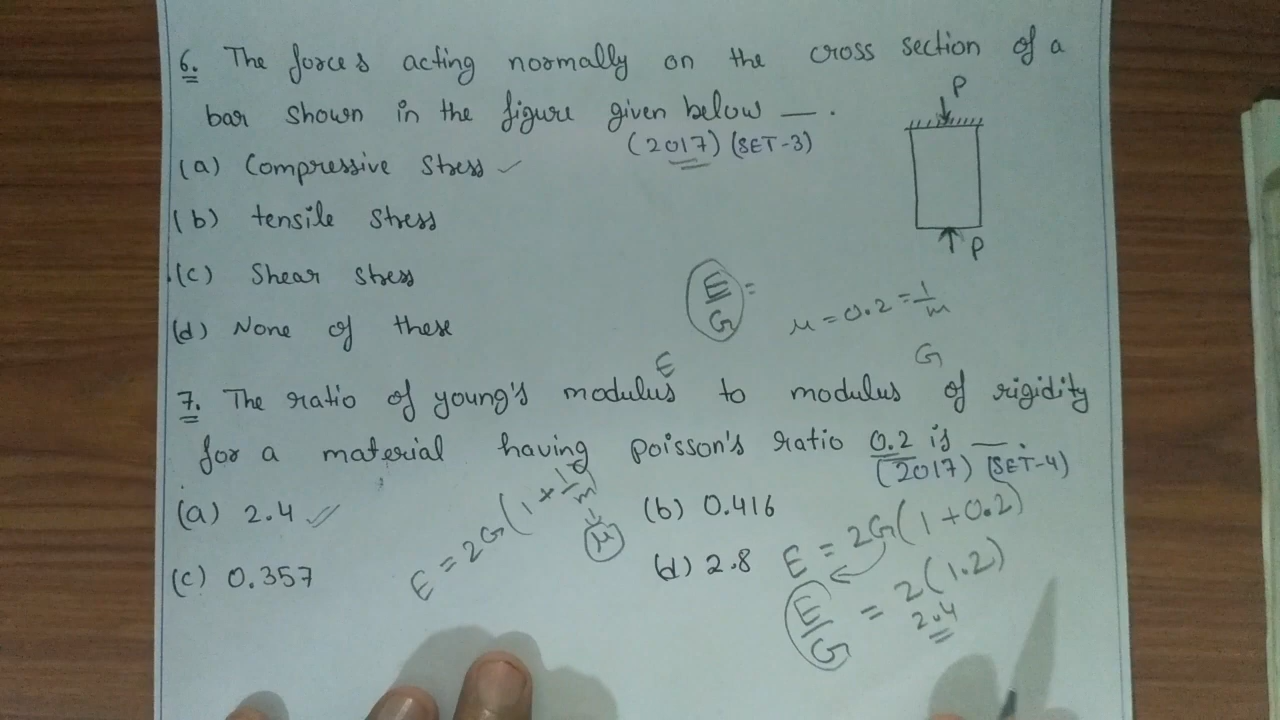 6. The forces acting normally on the cross section of a
bar shown in the figure given below __.
(2017) (SET-3)
P
(a) Compressive Stress ✓
(b) tensile Stress
(c) Shear Stress
(d) None of these
P
E/G =
μ = 0.2 = 1/m
E
G
7. The ratio of young's modulus to modulus of rigidity
for a material having poisson's ratio 0.2 is __.
(2017) (SET-4)
(a) 2.4 ✓
(b) 0.416
(c) 0.357
(d) 2.8
E = 2G(1 + 1/m)
μ
E = 2G(1+0.2)
E/G = 2(1.2)
2.4